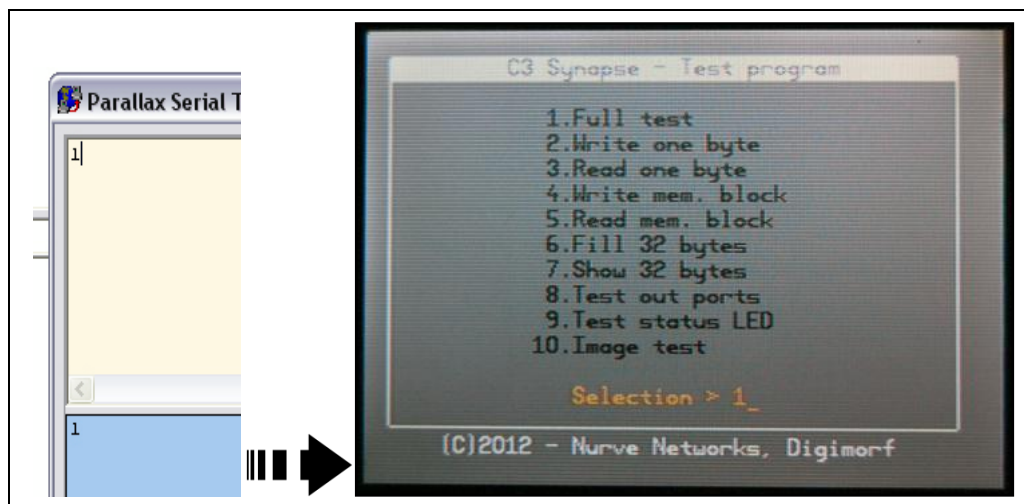 Parallax Serial T
1
1
C3 Synapse - Test program
1.Full test
2.Write one byte
3.Read one byte
4.Write mem. block
5.Read mem. block
6.Fill 32 bytes
7.Show 32 bytes
8.Test out ports
9.Test status LED
10.Image test
Selection > 1_
(C)2012 - Nurve Networks, Digimorf